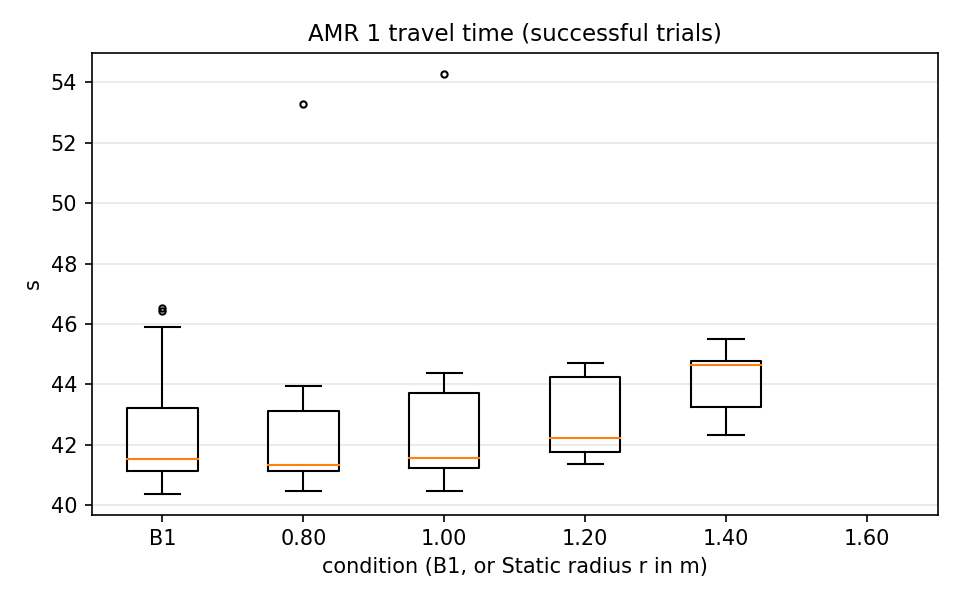 AMR 1 travel time (successful trials)
54
52
50
48
46
44
42
40
s
B1 0.80 1.00 1.20 1.40 1.60
condition (B1, or Static radius r in m)